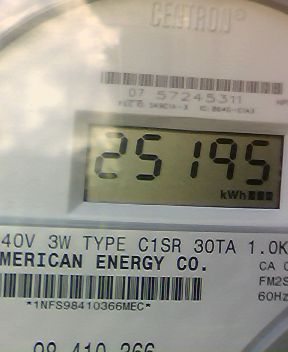 CENTRON
07 57245311
25195
kWh
40V 3W TYPE C1SR 30TA 1.0K
MERICAN ENERGY CO.
CA 0
FM2S
60Hz
*1NFS98410366MEC*
98 410 366